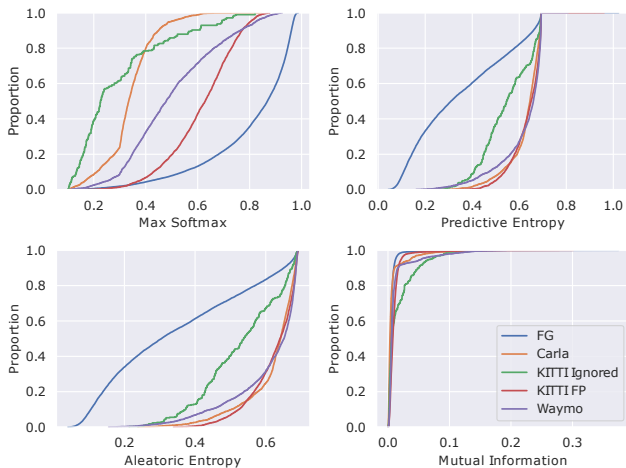 1.0
0.8
0.6
0.4
0.2
0.0
Proportion
0.2 0.4 0.6 0.8 1.0
Max Softmax
1.0
0.8
0.6
0.4
0.2
0.0
Proportion
0.0 0.2 0.4 0.6 0.8 1.0
Predictive Entropy
1.0
0.8
0.6
0.4
0.2
0.0
Proportion
0.2 0.4 0.6
Aleatoric Entropy
1.0
0.8
0.6
0.4
0.2
0.0
Proportion
0.0 0.1 0.2 0.3
Mutual Information
FG
Carla
KITTI Ignored
KITTI FP
Waymo